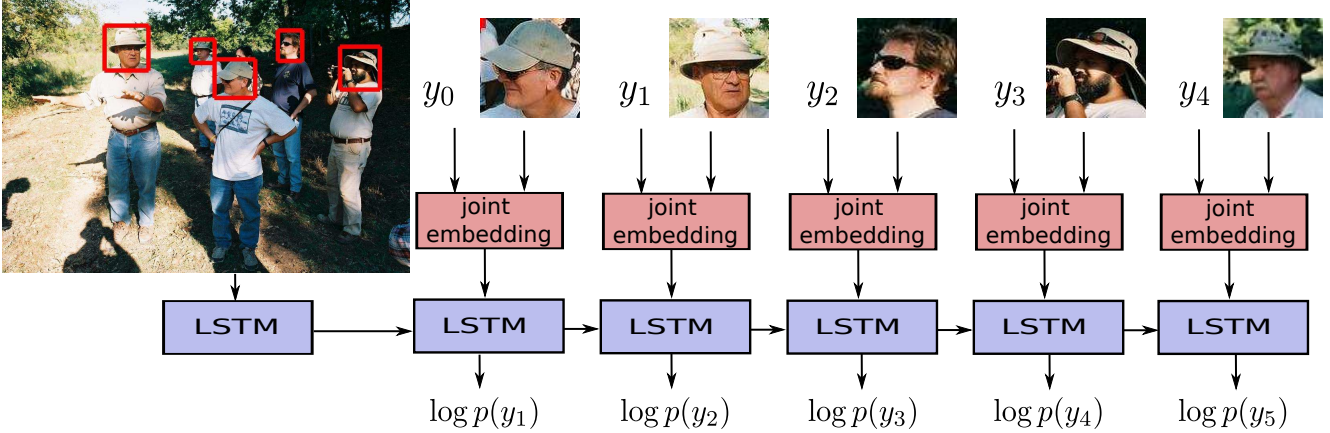 y₀ y₁ y₂ y₃ y₄
joint embedding joint embedding joint embedding joint embedding joint embedding
LSTM LSTM LSTM LSTM LSTM LSTM
log p(y₁) log p(y₂) log p(y₃) log p(y₄) log p(y₅)